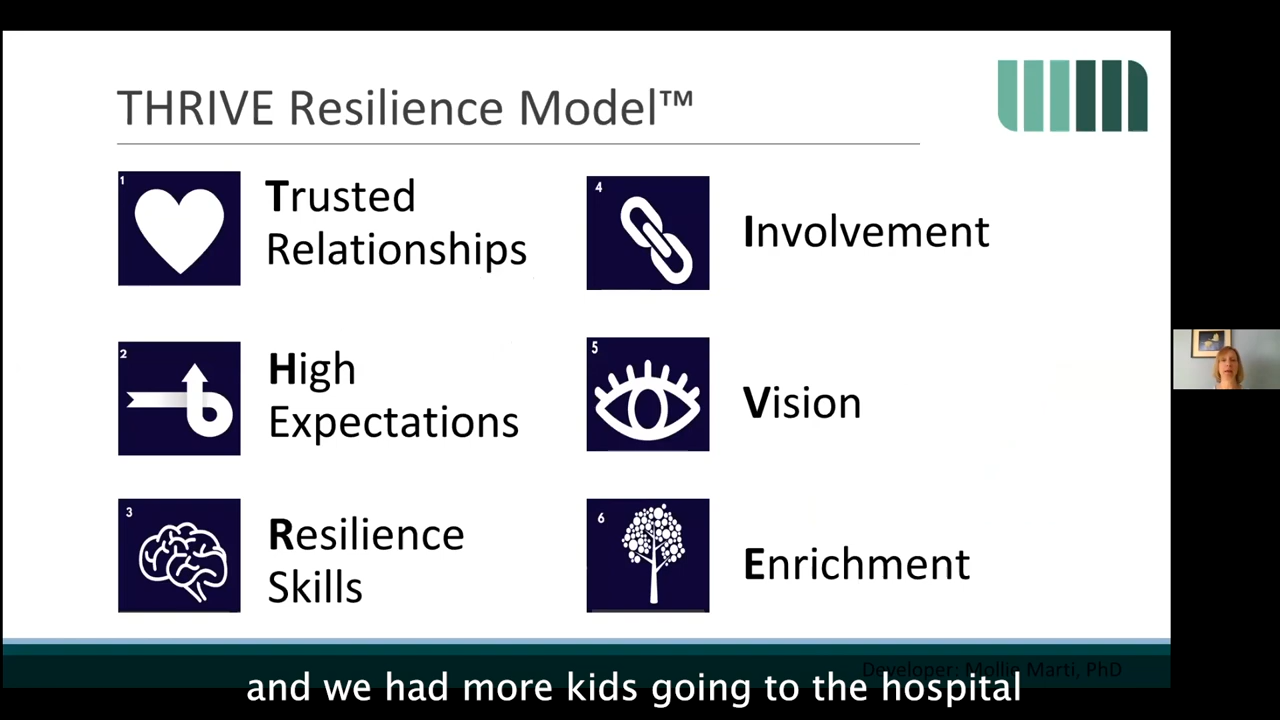 THRIVE Resilience Model™
1
Trusted
Relationships
2
High
Expectations
3
Resilience
Skills
4
Involvement
5
Vision
6
Enrichment
Developer: Mollie Marti, PhD
and we had more kids going to the hospital